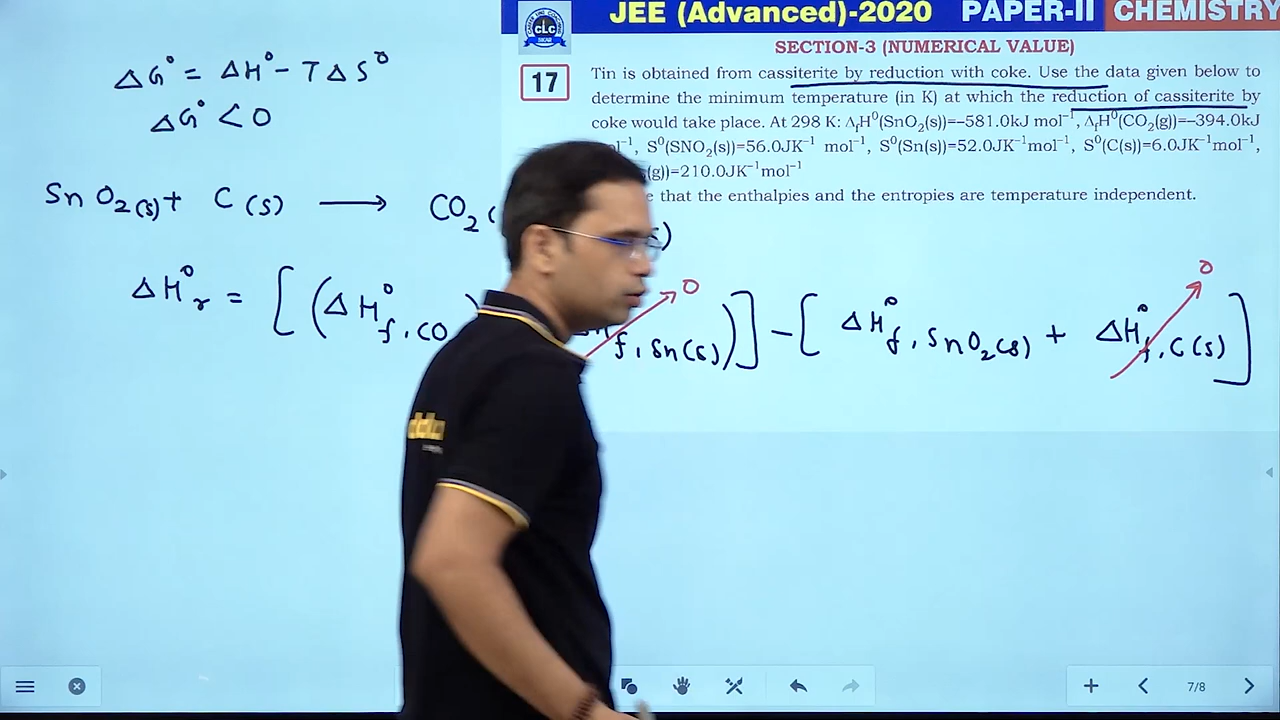 JEE (Advanced)-2020 PAPER-II CHEMISTRY
CLC
SIKAR
SECTION-3 (NUMERICAL VALUE)
17
Tin is obtained from cassiterite by reduction with coke. Use the data given below to
determine the minimum temperature (in K) at which the reduction of cassiterite by
coke would take place. At 298 K: ΔfH⁰(SnO₂(s))=–581.0kJ mol⁻¹, ΔfH⁰(CO₂(g)=–394.0kJ
mol⁻¹, S⁰(SNO₂(s))=56.0JK⁻¹ mol⁻¹, S⁰(Sn(s))=52.0JK⁻¹mol⁻¹, S⁰(C(s))=6.0JK⁻¹mol⁻¹,
(g))=210.0JK⁻¹mol⁻¹
that the enthalpies and the entropies are temperature independent.
ΔG° = ΔH° - TΔS°
ΔG° < 0
SnO₂(s) + C(s) ⟶ CO₂( s)
ΔH°r = [(ΔH°f,CO ) f,Sn(s))] - [ΔH°f,SnO₂(s) + ΔH°f,C(s)]
0
0
7/8